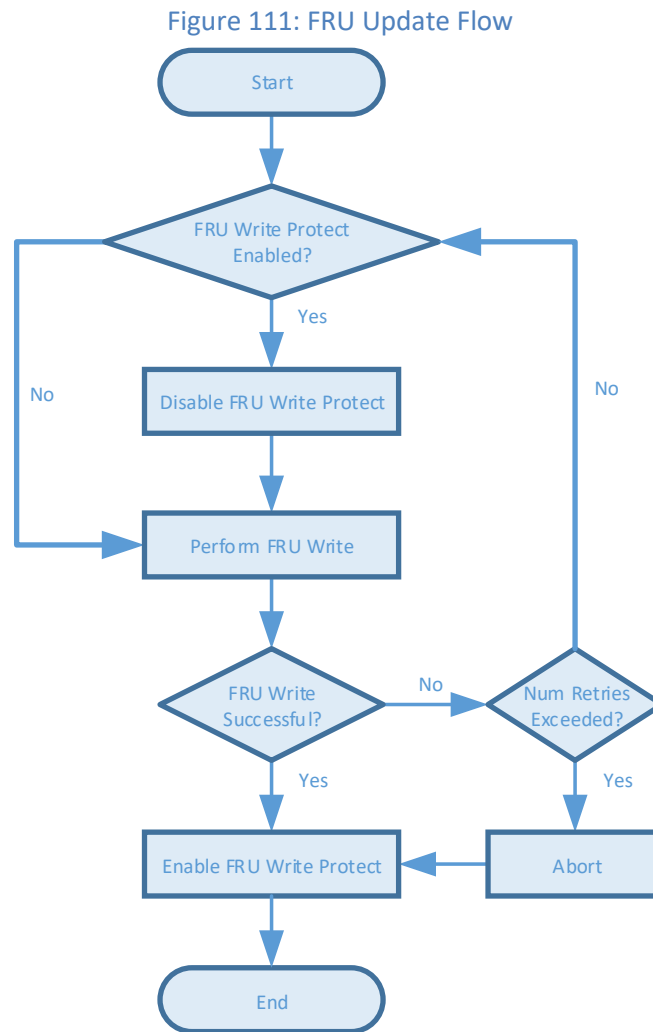 Figure 111: FRU Update Flow
Start
FRU Write Protect
Enabled?
Yes
No
No
Disable FRU Write Protect
Perform FRU Write
FRU Write
Successful?
No
Num Retries
Exceeded?
Yes
Yes
Enable FRU Write Protect
Abort
End